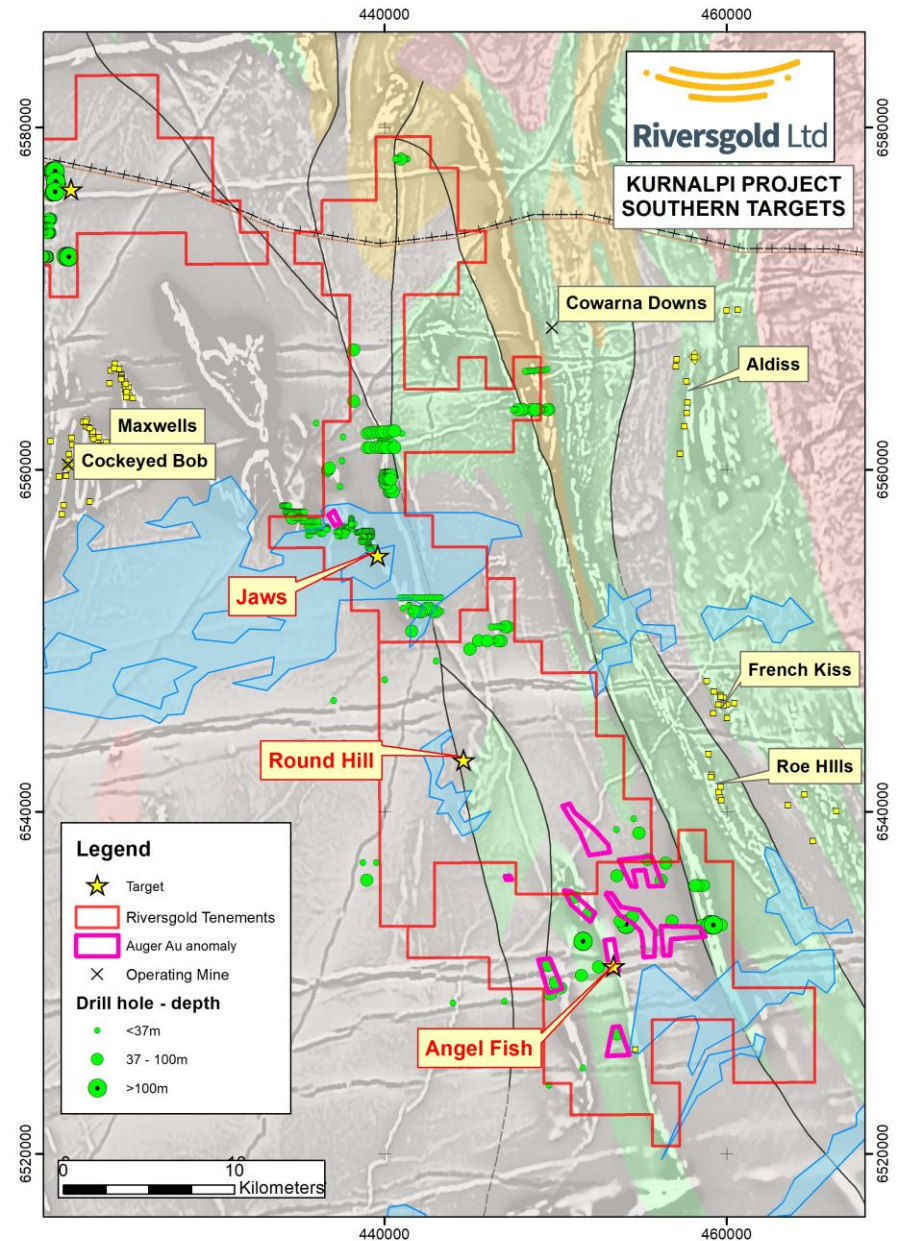 440000
460000
Riversgold Ltd
KURNALPI PROJECT
SOUTHERN TARGETS
6580000
6580000
Cowarna Downs
Aldiss
Maxwells
Cockeyed Bob
6560000
6560000
Jaws
French Kiss
Round Hill
Roe HIlls
6540000
6540000
Legend
Target
Riversgold Tenements
Auger Au anomaly
Operating Mine
Drill hole - depth
<37m
37 - 100m
>100m
Angel Fish
6520000
6520000
0 10
Kilometers
440000
460000